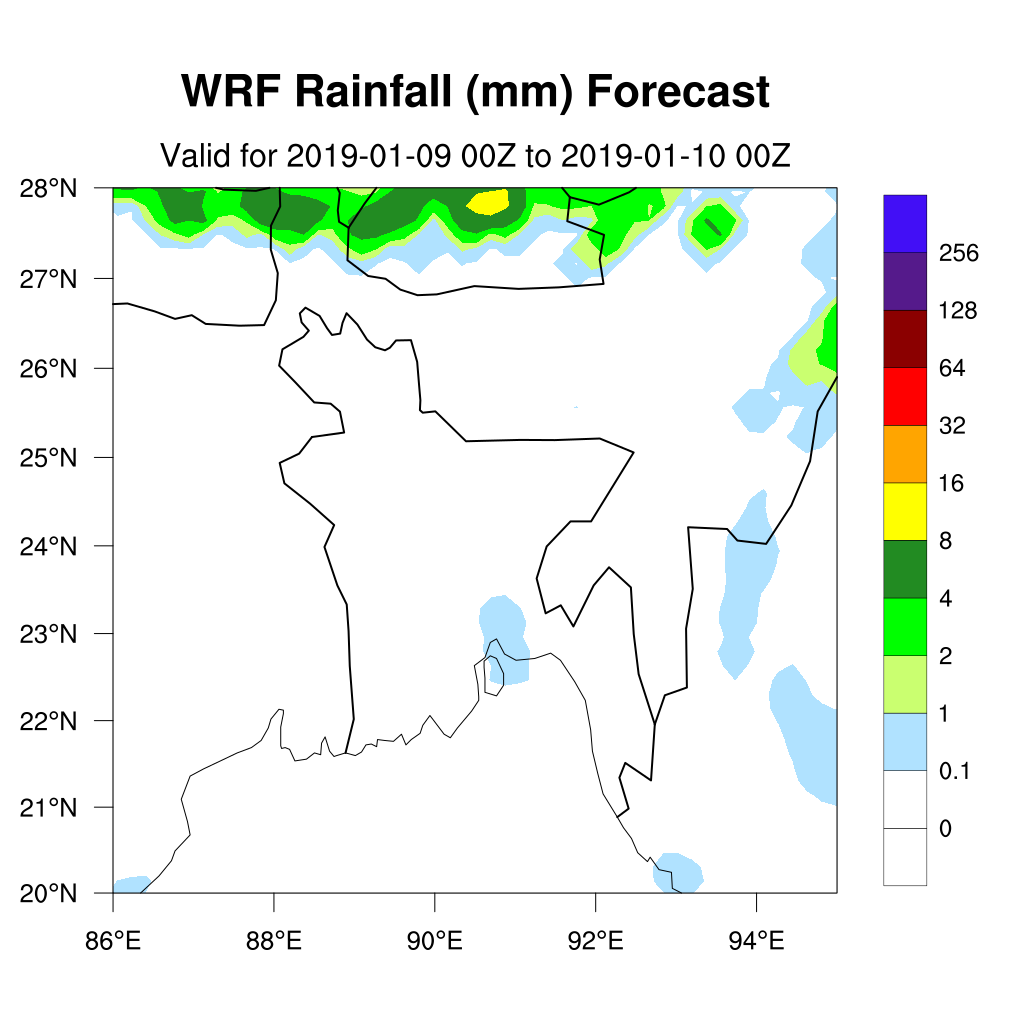 WRF Rainfall (mm) Forecast
Valid for 2019-01-09 00Z to 2019-01-10 00Z
28°N
27°N
26°N
25°N
24°N
23°N
22°N
21°N
20°N
86°E
88°E
90°E
92°E
94°E
256
128
64
32
16
8
4
2
1
0.1
0